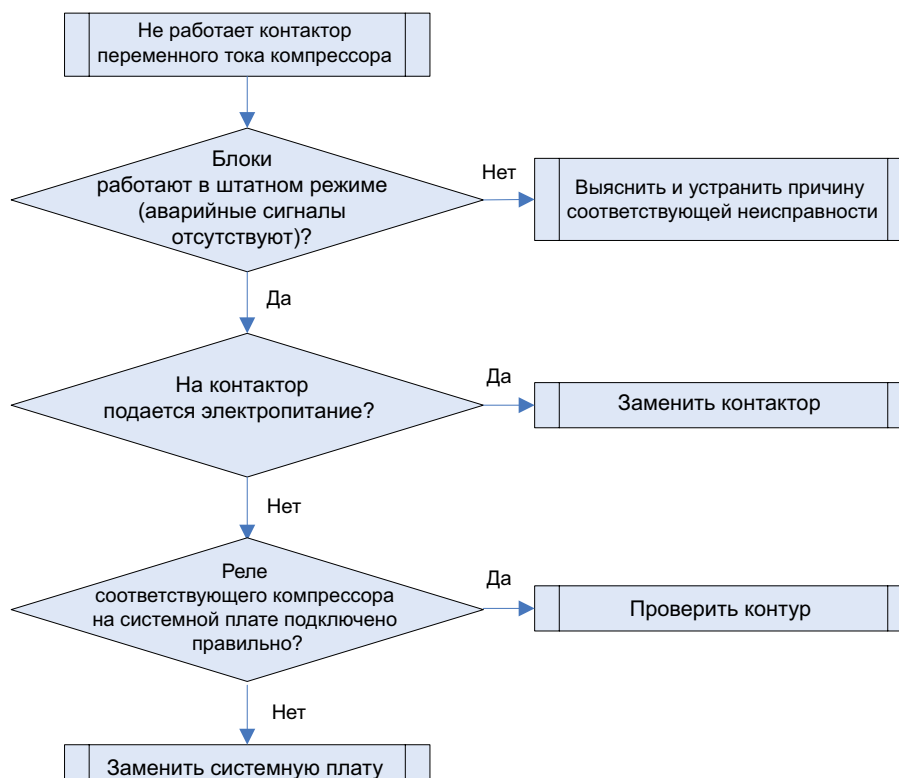 Не работает контактор
переменного тока компрессора
Блоки
работают в штатном режиме
(аварийные сигналы
отсутствуют)?
Нет
Выяснить и устранить причину
соответствующей неисправности
Да
На контактор
подается электропитание?
Да
Заменить контактор
Нет
Реле
соответствующего компрессора
на системной плате подключено
правильно?
Да
Проверить контур
Нет
Заменить системную плату